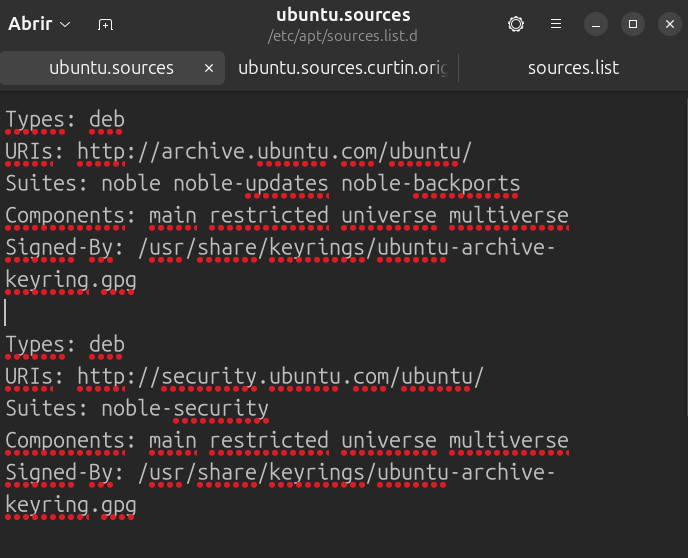 Abrir
ubuntu.sources
/etc/apt/sources.list.d
ubuntu.sources
ubuntu.sources.curtin.orig
sources.list
Types: deb
URIs: http://archive.ubuntu.com/ubuntu/
Suites: noble noble-updates noble-backports
Components: main restricted universe multiverse
Signed-By: /usr/share/keyrings/ubuntu-archive-
keyring.gpg
Types: deb
URIs: http://security.ubuntu.com/ubuntu/
Suites: noble-security
Components: main restricted universe multiverse
Signed-By: /usr/share/keyrings/ubuntu-archive-
keyring.gpg